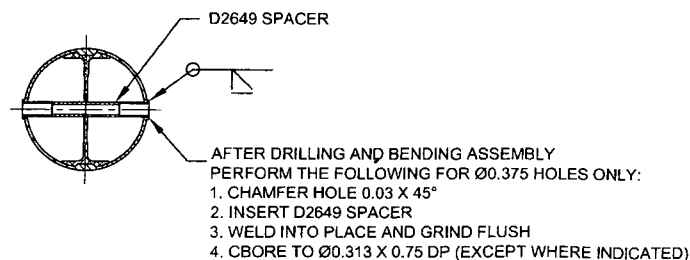 D2649 SPACER
AFTER DRILLING AND BENDING ASSEMBLY
PERFORM THE FOLLOWING FOR Ø0.375 HOLES ONLY:
1. CHAMFER HOLE 0.03 X 45°
2. INSERT D2649 SPACER
3. WELD INTO PLACE AND GRIND FLUSH
4. CBORE TO Ø0.313 X 0.75 DP (EXCEPT WHERE INDICATED)